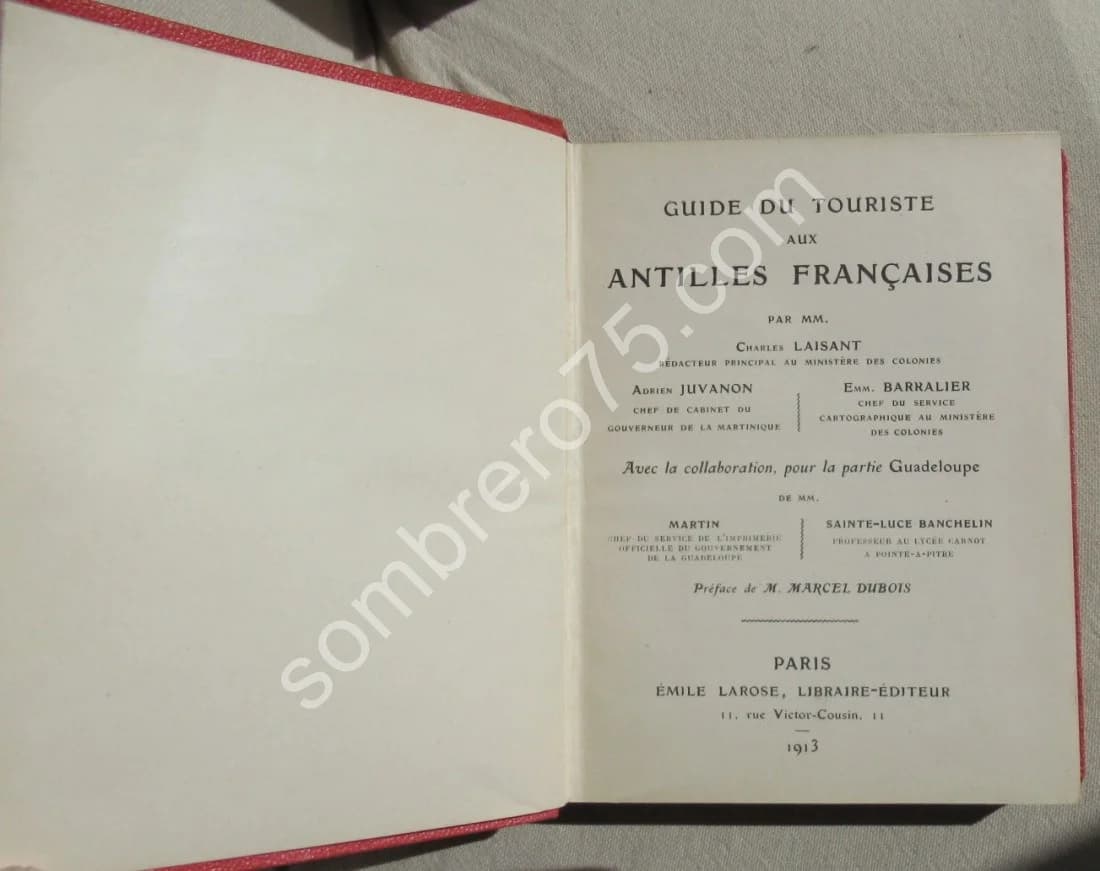 GUIDE DU TOURISTE
AUX
ANTILLES FRANÇAISES
PAR MM.
CHARLES LAISANT
RÉDACTEUR PRINCIPAL AU MINISTÈRE DES COLONIES
ADRIEN JUVANON
CHEF DE CABINET DU
GOUVERNEUR DE LA MARTINIQUE
EMM. BARRALIER
CHEF DU SERVICE
CARTOGRAPHIQUE AU MINISTÈRE
DES COLONIES
Avec la collaboration, pour la partie Guadeloupe
DE MM.
MARTIN
CHEF DU SERVICE DE L'IMPRIMERIE
OFFICIELLE DU GOUVERNEMENT
DE LA GUADELOUPE
SAINTE-LUCE BANCHELIN
PROFESSEUR AU LYCÉE CARNOT
A POINTE-A-PITRE
Préface de M. MARCEL DUBOIS
PARIS
ÉMILE LAROSE, LIBRAIRE-ÉDITEUR
11, rue Victor-Cousin, 11
1913
sombrero75.com